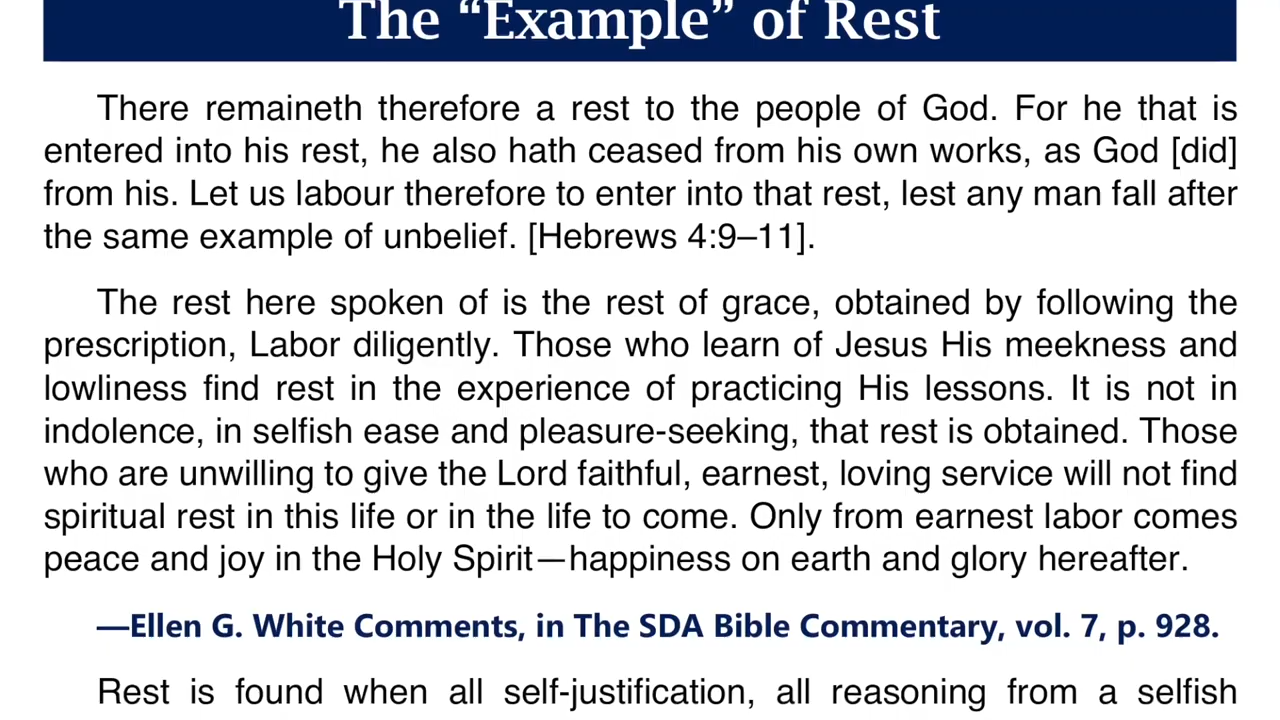 The “Example” of Rest
There remaineth therefore a rest to the people of God. For he that is
entered into his rest, he also hath ceased from his own works, as God [did]
from his. Let us labour therefore to enter into that rest, lest any man fall after
the same example of unbelief. [Hebrews 4:9–11].
The rest here spoken of is the rest of grace, obtained by following the
prescription, Labor diligently. Those who learn of Jesus His meekness and
lowliness find rest in the experience of practicing His lessons. It is not in
indolence, in selfish ease and pleasure-seeking, that rest is obtained. Those
who are unwilling to give the Lord faithful, earnest, loving service will not find
spiritual rest in this life or in the life to come. Only from earnest labor comes
peace and joy in the Holy Spirit—happiness on earth and glory hereafter.
—Ellen G. White Comments, in The SDA Bible Commentary, vol. 7, p. 928.
Rest is found when all self-justification, all reasoning from a selfish